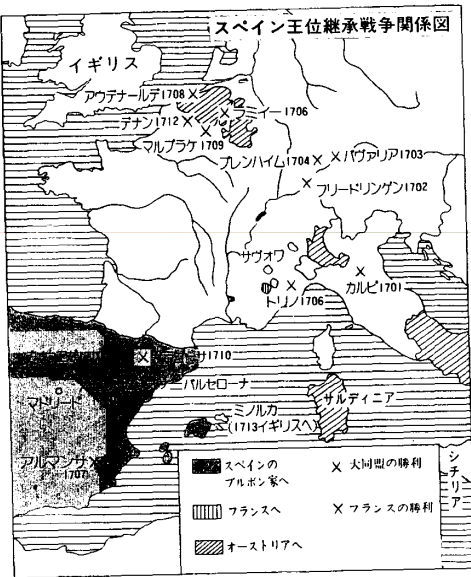 スペイン王位継承戦争関係図
イギリス
アウデナールデ1708
ラミイー1706
デナン1712
マルプラケ1709
ブレンハイム1704
バヴァリア1703
フリードリンゲン1702
サヴォワ
トリノ1706
カルピ1701
1710
バルセローナ
マドリード
ミノルカ
(1713イギリスへ)
サルディニア
アルマンサ
1707
シチリア
スペインの
ブルボン家へ
大同盟の勝利
フランスへ
フランスの勝利
オーストリアへ